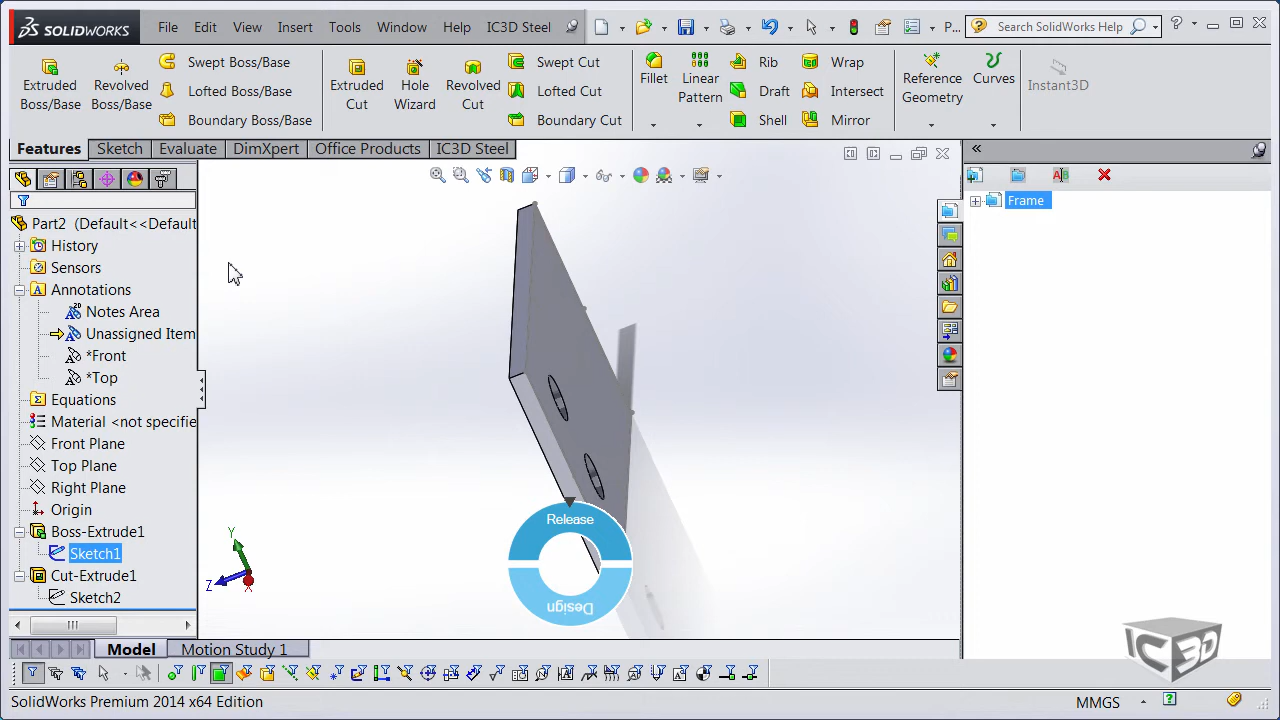 SOLIDWORKS File Edit View Insert Tools Window Help IC3D Steel P... Search SolidWorks Help
Extruded Boss/Base
Revolved Boss/Base
Swept Boss/Base
Lofted Boss/Base
Boundary Boss/Base
Extruded Cut
Hole Wizard
Revolved Cut
Swept Cut
Lofted Cut
Boundary Cut
Fillet
Linear Pattern
Rib
Draft
Shell
Wrap
Intersect
Mirror
Reference Geometry
Curves
Instant3D
Features Sketch Evaluate DimXpert Office Products IC3D Steel
Part2 (Default<<Default
History
Sensors
Annotations
Notes Area
Unassigned Item
*Front
*Top
Equations
Material <not specifie
Front Plane
Top Plane
Right Plane
Origin
Boss-Extrude1
Sketch1
Cut-Extrude1
Sketch2
Frame
Release
Design
Y
Z
X
IC3D
Model Motion Study 1
SolidWorks Premium 2014 x64 Edition MMGS